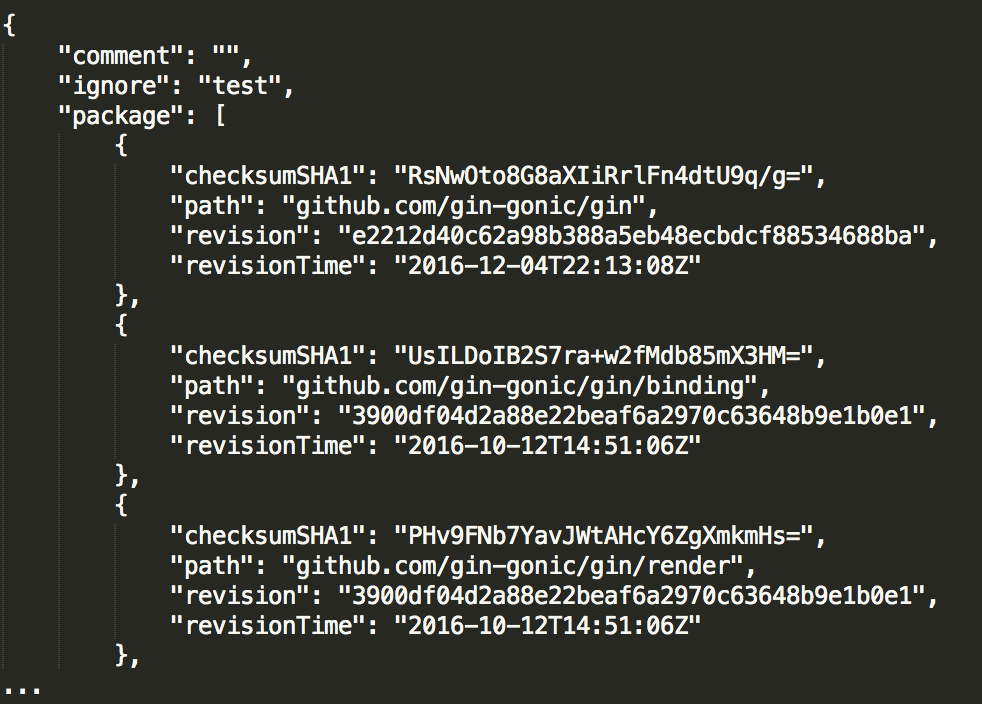 {
    "comment": "",
    "ignore": "test",
    "package": [
        {
            "checksumSHA1": "RsNwOto8G8aXIiRrlFn4dtU9q/g=",
            "path": "github.com/gin-gonic/gin",
            "revision": "e2212d40c62a98b388a5eb48ecbdcf88534688ba",
            "revisionTime": "2016-12-04T22:13:08Z"
        },
        {
            "checksumSHA1": "UsILDoIB2S7ra+w2fMdb85mX3HM=",
            "path": "github.com/gin-gonic/gin/binding",
            "revision": "3900df04d2a88e22beaf6a2970c63648b9e1b0e1",
            "revisionTime": "2016-10-12T14:51:06Z"
        },
        {
            "checksumSHA1": "PHv9FNb7YavJWtAHcY6ZgXmkmHs=",
            "path": "github.com/gin-gonic/gin/render",
            "revision": "3900df04d2a88e22beaf6a2970c63648b9e1b0e1",
            "revisionTime": "2016-10-12T14:51:06Z"
        },
...